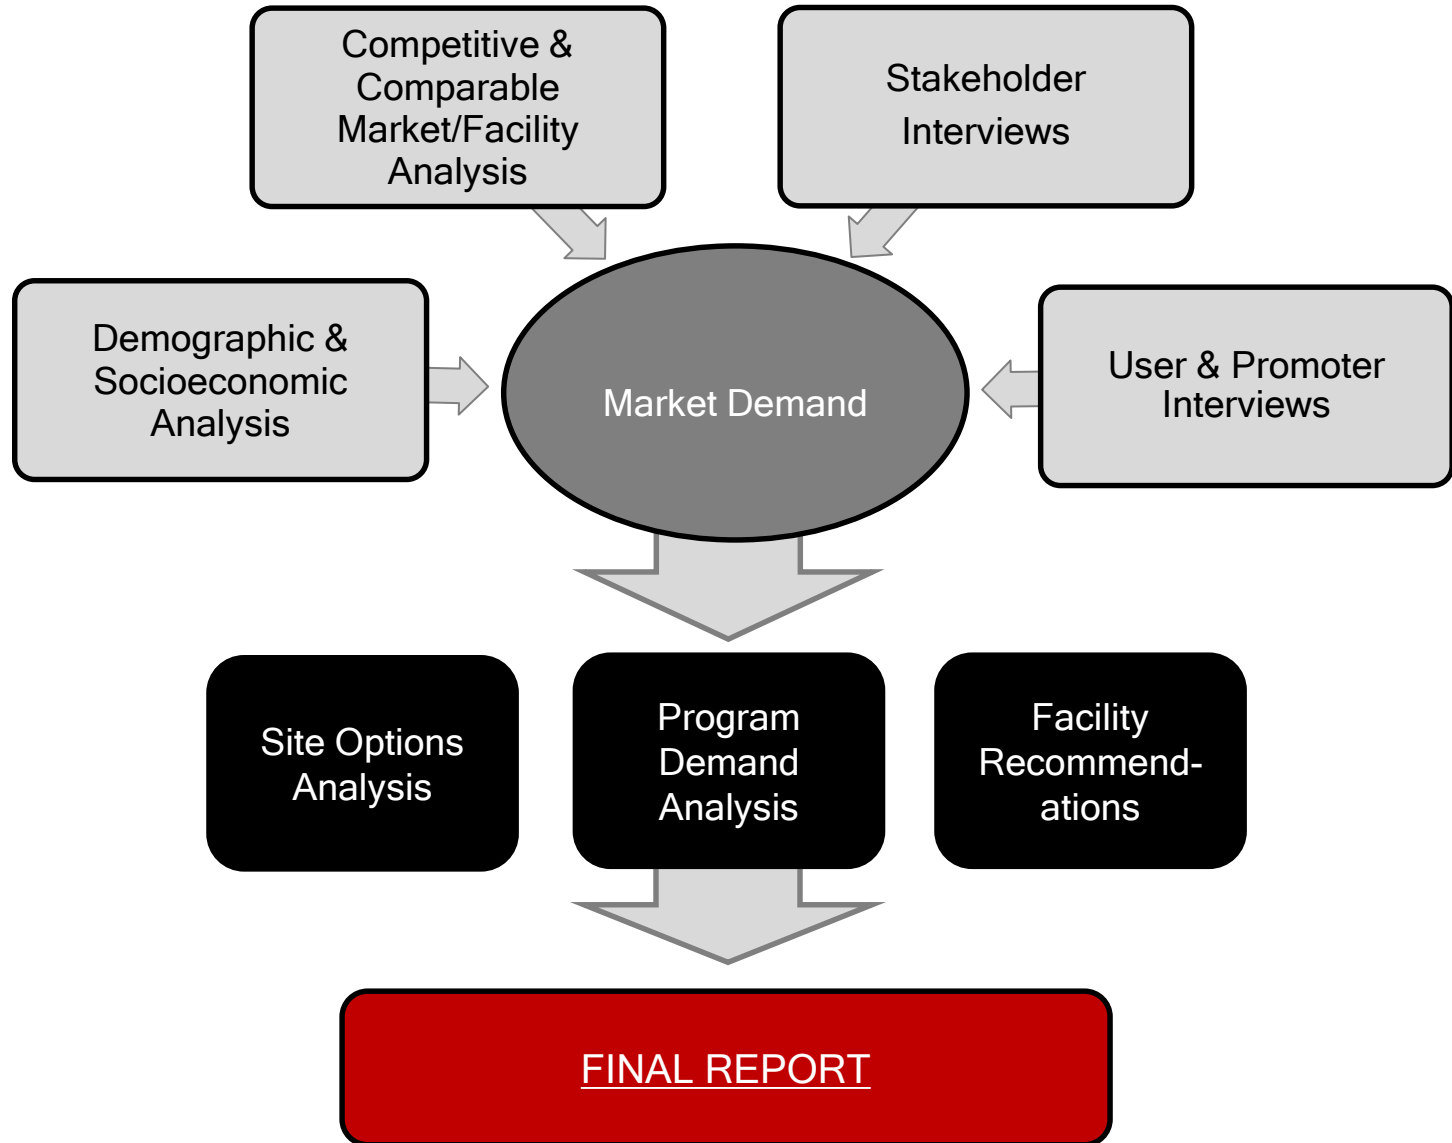 Competitive &
Comparable
Market/Facility
Analysis
Stakeholder
Interviews
Demographic &
Socioeconomic
Analysis
Market Demand
User & Promoter
Interviews
Site Options
Analysis
Program
Demand
Analysis
Facility
Recommend-
ations
FINAL REPORT